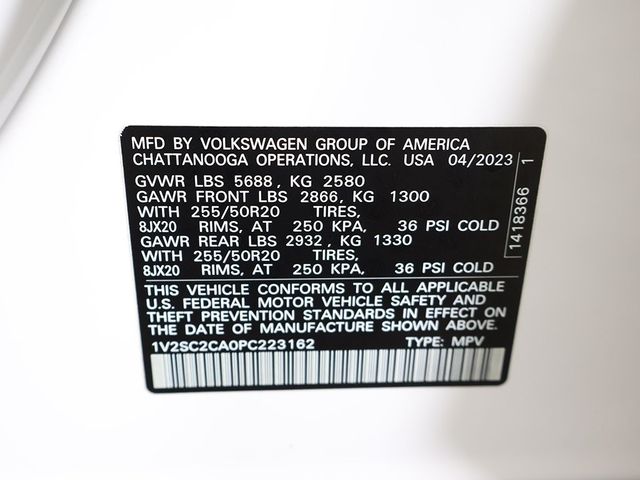 MFD BY VOLKSWAGEN GROUP OF AMERICA
CHATTANOOGA OPERATIONS, LLC. USA 04/2023
GVWR LBS 5688, KG 2580
GAWR FRONT LBS 2866, KG 1300
WITH 255/50R20 TIRES,
8JX20 RIMS, AT 250 KPA, 36 PSI COLD
GAWR REAR LBS 2932, KG 1330
WITH 255/50R20 TIRES,
8JX20 RIMS, AT 250 KPA, 36 PSI COLD
THIS VEHICLE CONFORMS TO ALL APPLICABLE
U.S. FEDERAL MOTOR VEHICLE SAFETY AND
THEFT PREVENTION STANDARDS IN EFFECT ON
THE DATE OF MANUFACTURE SHOWN ABOVE.
1V2SC2CA0PC223162 TYPE: MPV
1418366 1